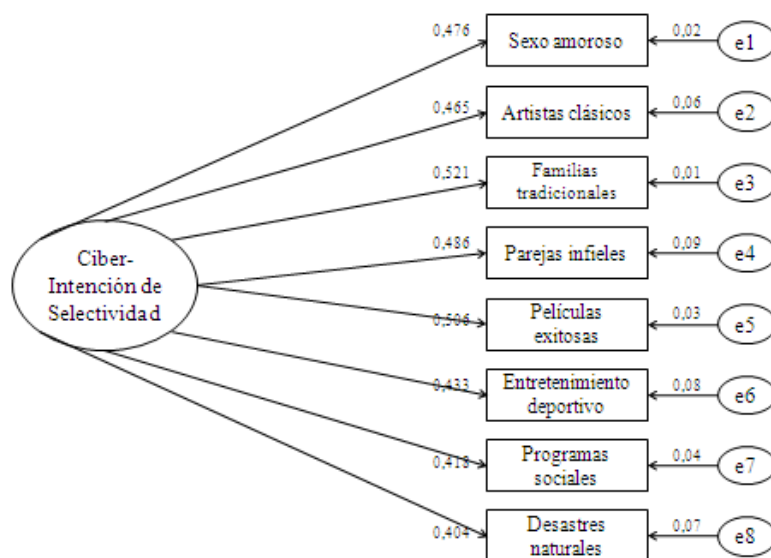 0,476
Sexo amoroso
0,02
e1
0,465
Artistas clásicos
0,06
e2
0,521
Familias
tradicionales
0,01
e3
Ciber-
Intención de
Selectividad
0,486
Parejas infieles
0,09
e4
0,506
Películas
exitosas
0,03
e5
0,433
Entretenimiento
deportivo
0,08
e6
0,418
Programas
sociales
0,04
e7
0,404
Desastres
naturales
0,07
e8